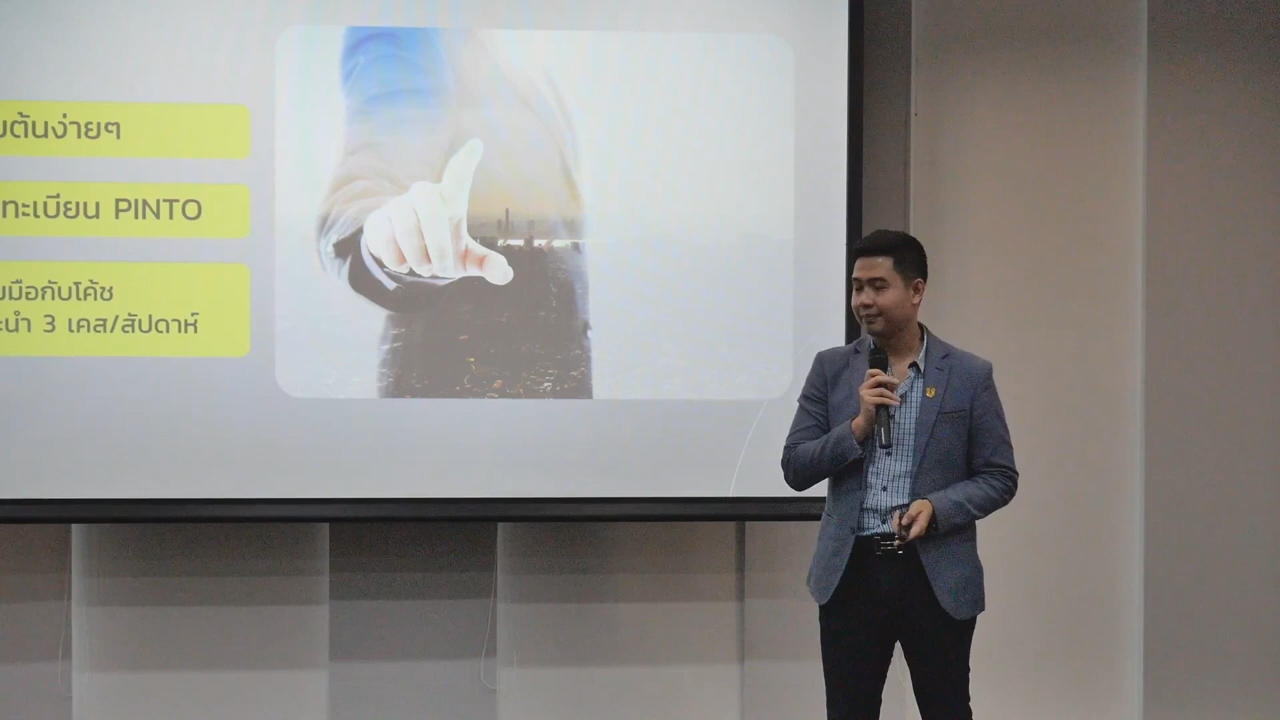 ต้นง่ายๆ
ทะเบียน PINTO
มือกับโค้ช
นำ 3 เคส/สัปดาห์